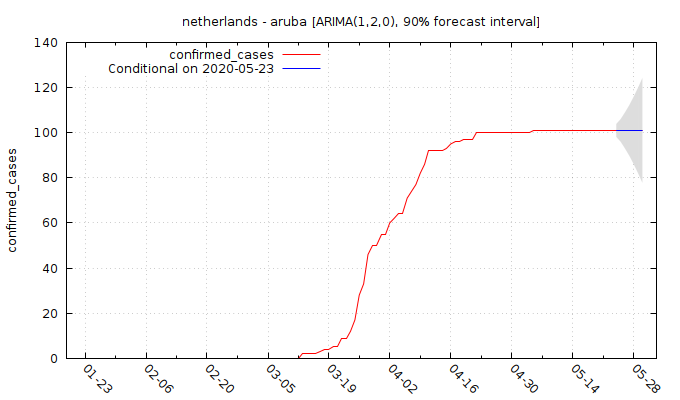 netherlands - aruba [ARIMA(1,2,0), 90% forecast interval]
confirmed_cases
Conditional on 2020-05-23
confirmed_cases
140
120
100
80
60
40
20
0
01-23 02-06 02-20 03-05 03-19 04-02 04-16 04-30 05-14 05-28